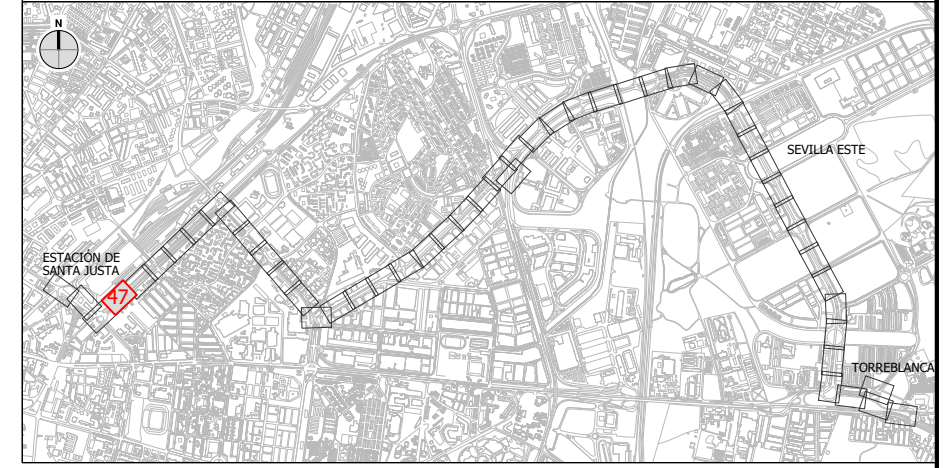 N
SEVILLA ESTE
ESTACIÓN DE
SANTA JUSTA
47
TORREBLANCA